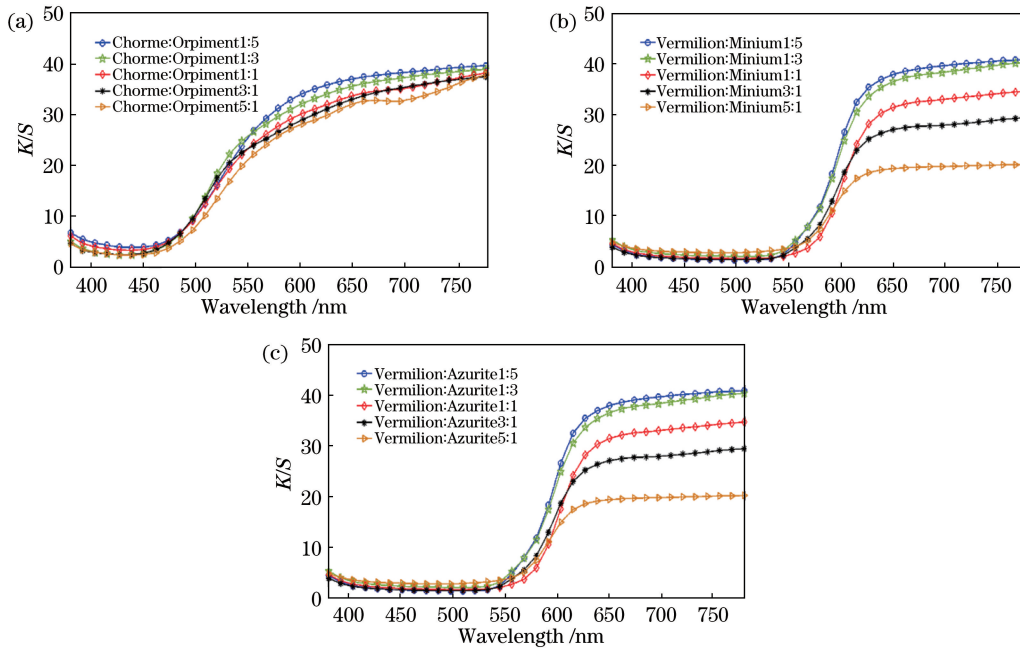 (a)
50
40
30
20
10
0
K/S
Chorme:Orpiment1:5
Chorme:Orpiment1:3
Chorme:Orpiment1:1
Chorme:Orpiment3:1
Chorme:Orpiment5:1
400 450 500 550 600 650 700 750
Wavelength /nm
(b)
50
40
30
20
10
0
K/S
Vermilion:Minium1:5
Vermilion:Minium1:3
Vermilion:Minium1:1
Vermilion:Minium3:1
Vermilion:Minium5:1
400 450 500 550 600 650 700 750
Wavelength /nm
(c)
50
40
30
20
10
0
K/S
Vermilion:Azurite1:5
Vermilion:Azurite1:3
Vermilion:Azurite1:1
Vermilion:Azurite3:1
Vermilion:Azurite5:1
400 450 500 550 600 650 700 750
Wavelength /nm